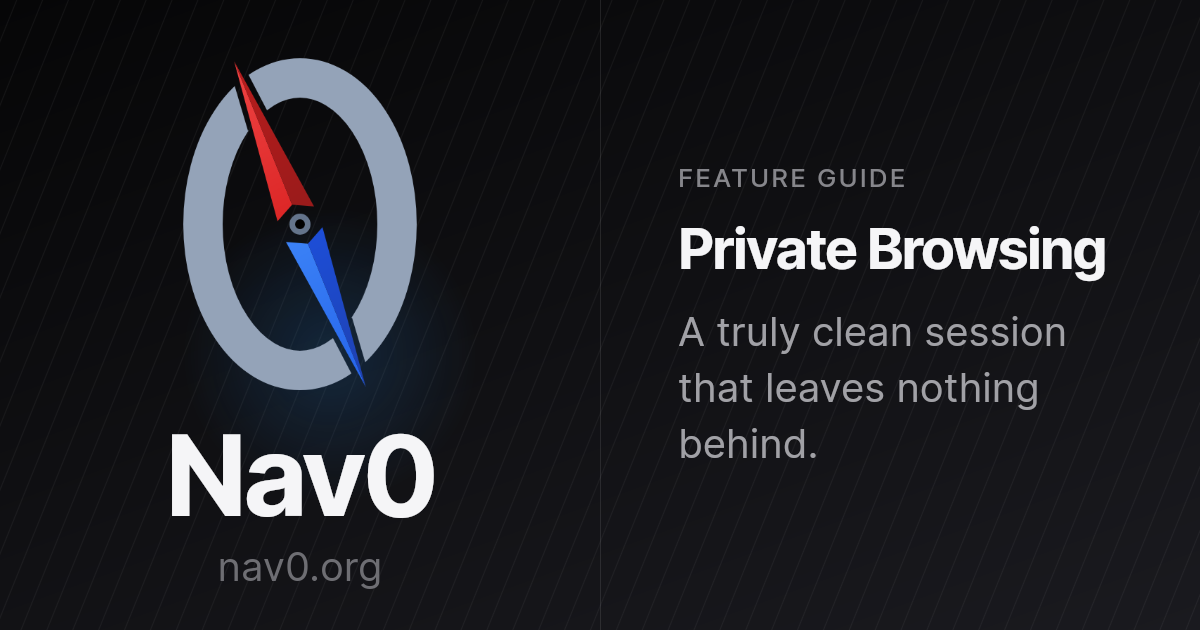 Nav0
nav0.org
FEATURE GUIDE
Private Browsing
A truly clean session
that leaves nothing
behind.